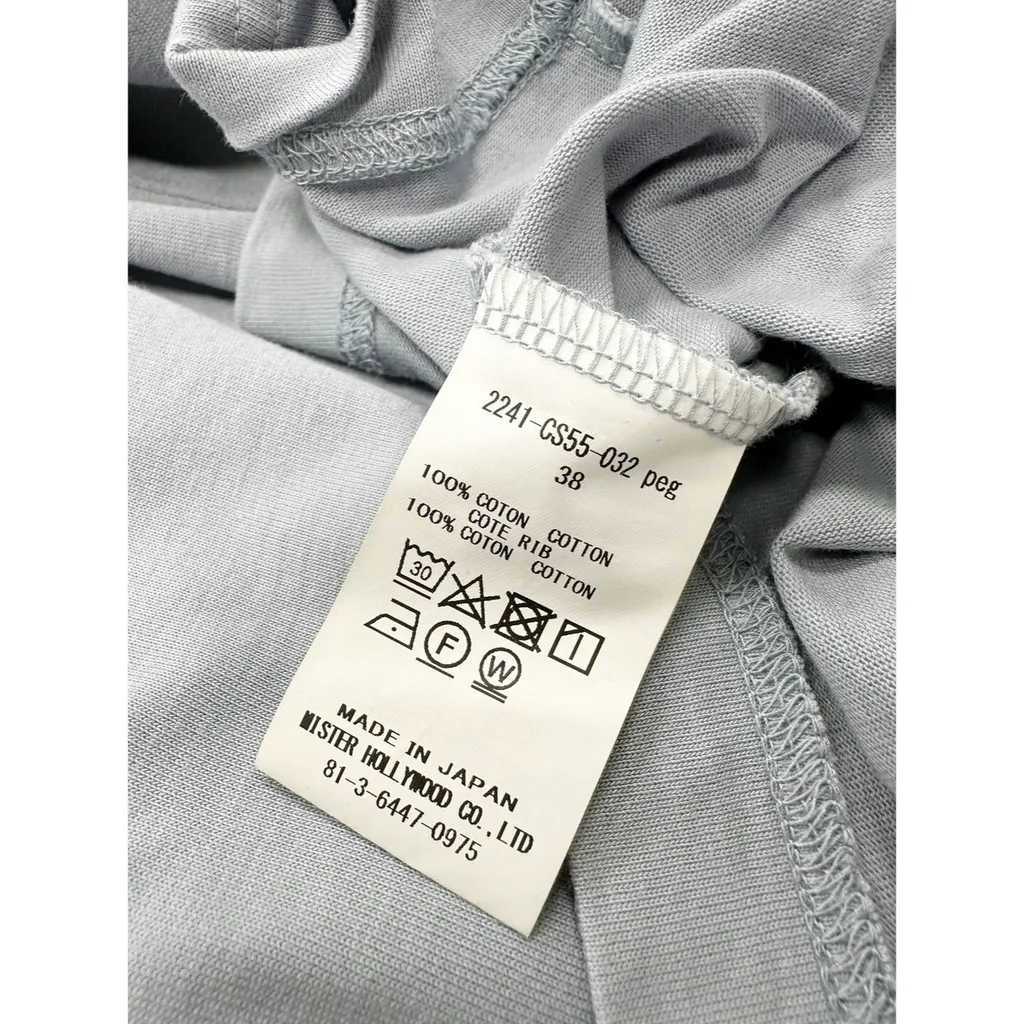 2241-CS55-032 peg
38
100% COTON COTTON
COTE RIB
100% COTON COTTON
30
F W
MADE IN JAPAN
MISTER HOLLYWOOD CO.,LTD
81-3-6447-0975